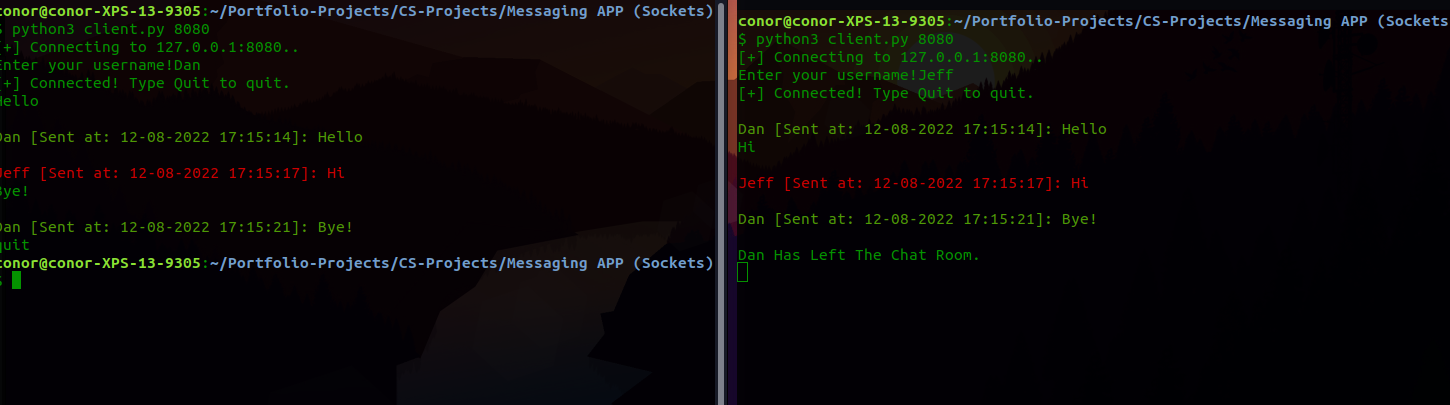 conor@conor-XPS-13-9305:~/Portfolio-Projects/CS-Projects/Messaging APP (Sockets)
$ python3 client.py 8080
[+] Connecting to 127.0.0.1:8080..
Enter your username!Dan
[+] Connected! Type Quit to quit.
Hello
Dan [Sent at: 12-08-2022 17:15:14]: Hello
Jeff [Sent at: 12-08-2022 17:15:17]: Hi
Bye!
Dan [Sent at: 12-08-2022 17:15:21]: Bye!
quit
conor@conor-XPS-13-9305:~/Portfolio-Projects/CS-Projects/Messaging APP (Sockets)
$
conor@conor-XPS-13-9305:~/Portfolio-Projects/CS-Projects/Messaging APP (Sockets
$ python3 client.py 8080
[+] Connecting to 127.0.0.1:8080..
Enter your username!Jeff
[+] Connected! Type Quit to quit.
Dan [Sent at: 12-08-2022 17:15:14]: Hello
Hi
Jeff [Sent at: 12-08-2022 17:15:17]: Hi
Dan [Sent at: 12-08-2022 17:15:21]: Bye!
Dan Has Left The Chat Room.